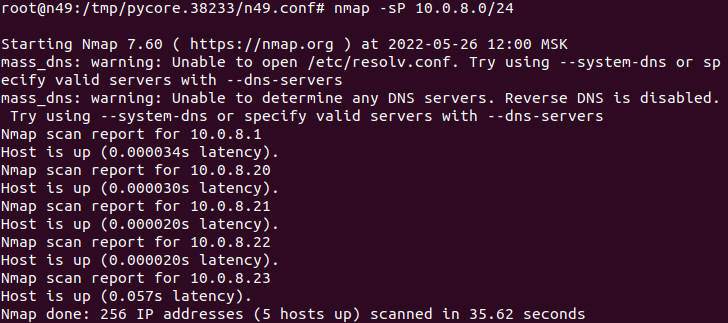 root@n49:/tmp/pycore.38233/n49.conf# nmap -sP 10.0.8.0/24
Starting Nmap 7.60 ( https://nmap.org ) at 2022-05-26 12:00 MSK
mass_dns: warning: Unable to open /etc/resolv.conf. Try using --system-dns or sp
ecify valid servers with --dns-servers
mass_dns: warning: Unable to determine any DNS servers. Reverse DNS is disabled.
 Try using --system-dns or specify valid servers with --dns-servers
Nmap scan report for 10.0.8.1
Host is up (0.000034s latency).
Nmap scan report for 10.0.8.20
Host is up (0.000030s latency).
Nmap scan report for 10.0.8.21
Host is up (0.000020s latency).
Nmap scan report for 10.0.8.22
Host is up (0.000020s latency).
Nmap scan report for 10.0.8.23
Host is up (0.057s latency).
Nmap done: 256 IP addresses (5 hosts up) scanned in 35.62 seconds